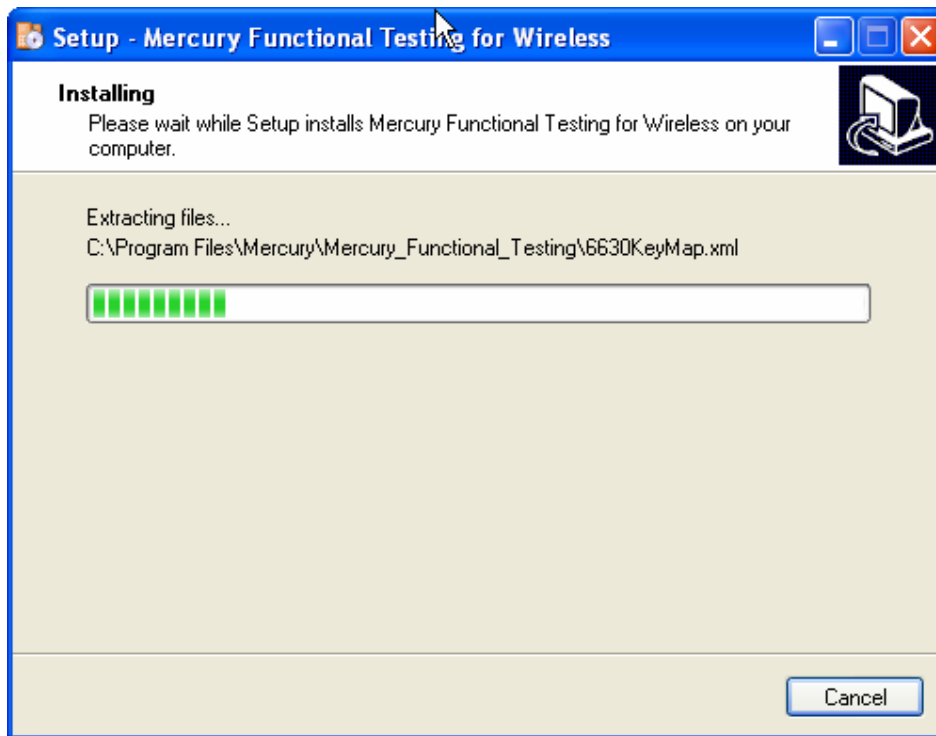 Setup - Mercury Functional Testing for Wireless
Installing
Please wait while Setup installs Mercury Functional Testing for Wireless on your
computer.
Extracting files...
C:\Program Files\Mercury\Mercury_Functional_Testing\6630KeyMap.xml
Cancel